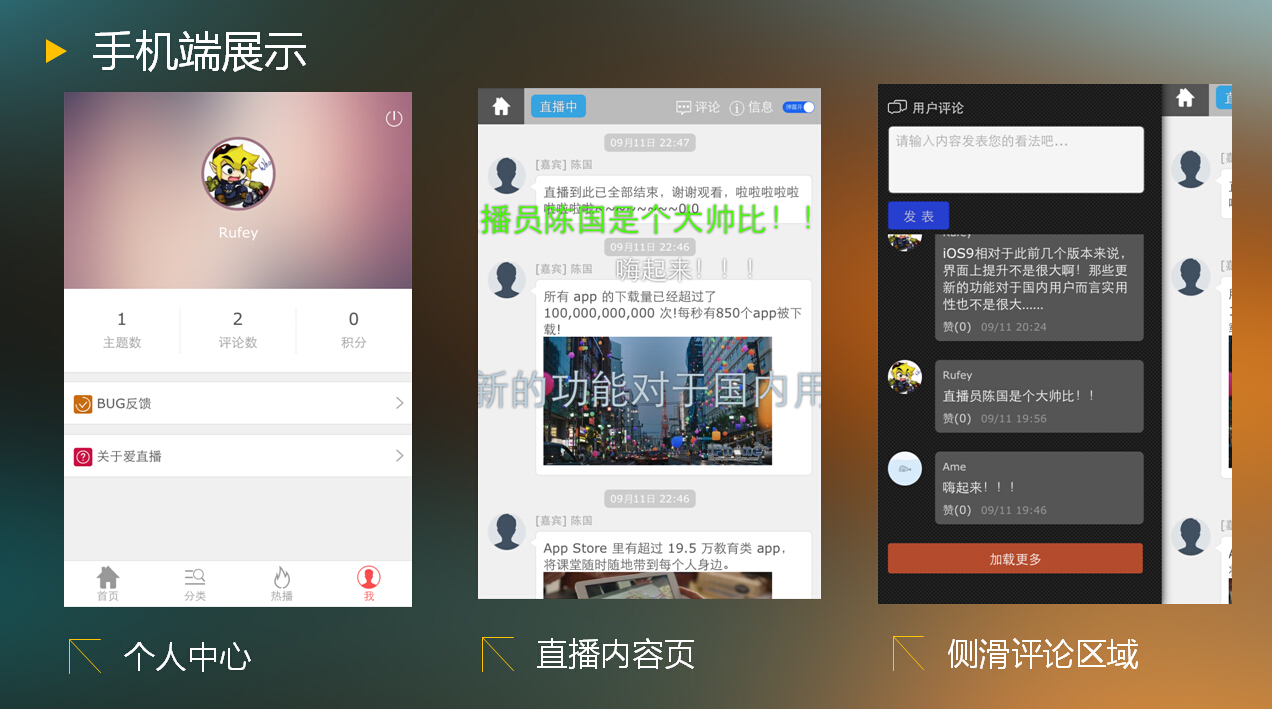 手机端展示
Rufey
1
2
0
主题数
评论数
积分
BUG反馈
关于爱直播
首页
分类
热播
我
个人中心
直播中
评论
信息
09月11日 22:47
[嘉宾] 陈国
直播到此已全部结束，谢谢观看，啦啦啦啦啦
啦啦啦啦~~~~~~~~0.0
播员陈国是个大帅比！！
09月11日 22:46
[嘉宾] 陈国
嗨起来！！！
所有 app 的下载量已经超过了
100,000,000,000 次!每秒有850个app被下
载!
新的功能对于国内用
09月11日 22:46
[嘉宾] 陈国
App Store 里有超过 19.5 万教育类 app，
将课堂随时随地带到每个人身边。
直播内容页
用户评论
请输入内容发表您的看法吧...
发 表
Rufey
iOS9相对于此前几个版本来说，
界面上提升不是很大啊！那些更
新的功能对于国内用户而言实用
性也不是很大......
赞(0) 09/11 20:24
Rufey
直播员陈国是个大帅比！！
赞(0) 09/11 19:56
Ame
嗨起来！！！
赞(0) 09/11 19:46
加载更多
侧滑评论区域